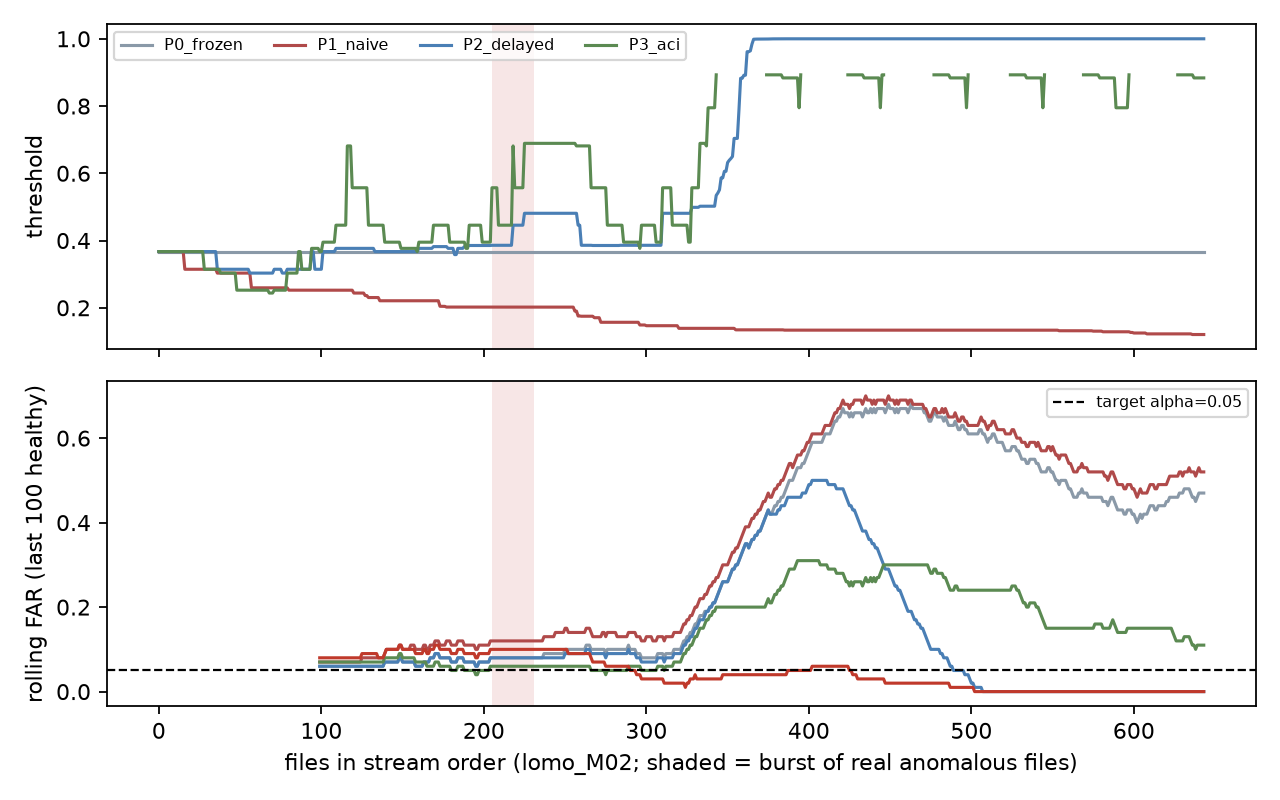 P0_frozen P1_naive P2_delayed P3_aci
threshold
1.0
0.8
0.6
0.4
0.2
target alpha=0.05
rolling FAR (last 100 healthy)
0.6
0.4
0.2
0.0
0 100 200 300 400 500 600
files in stream order (lomo_M02; shaded = burst of real anomalous files)